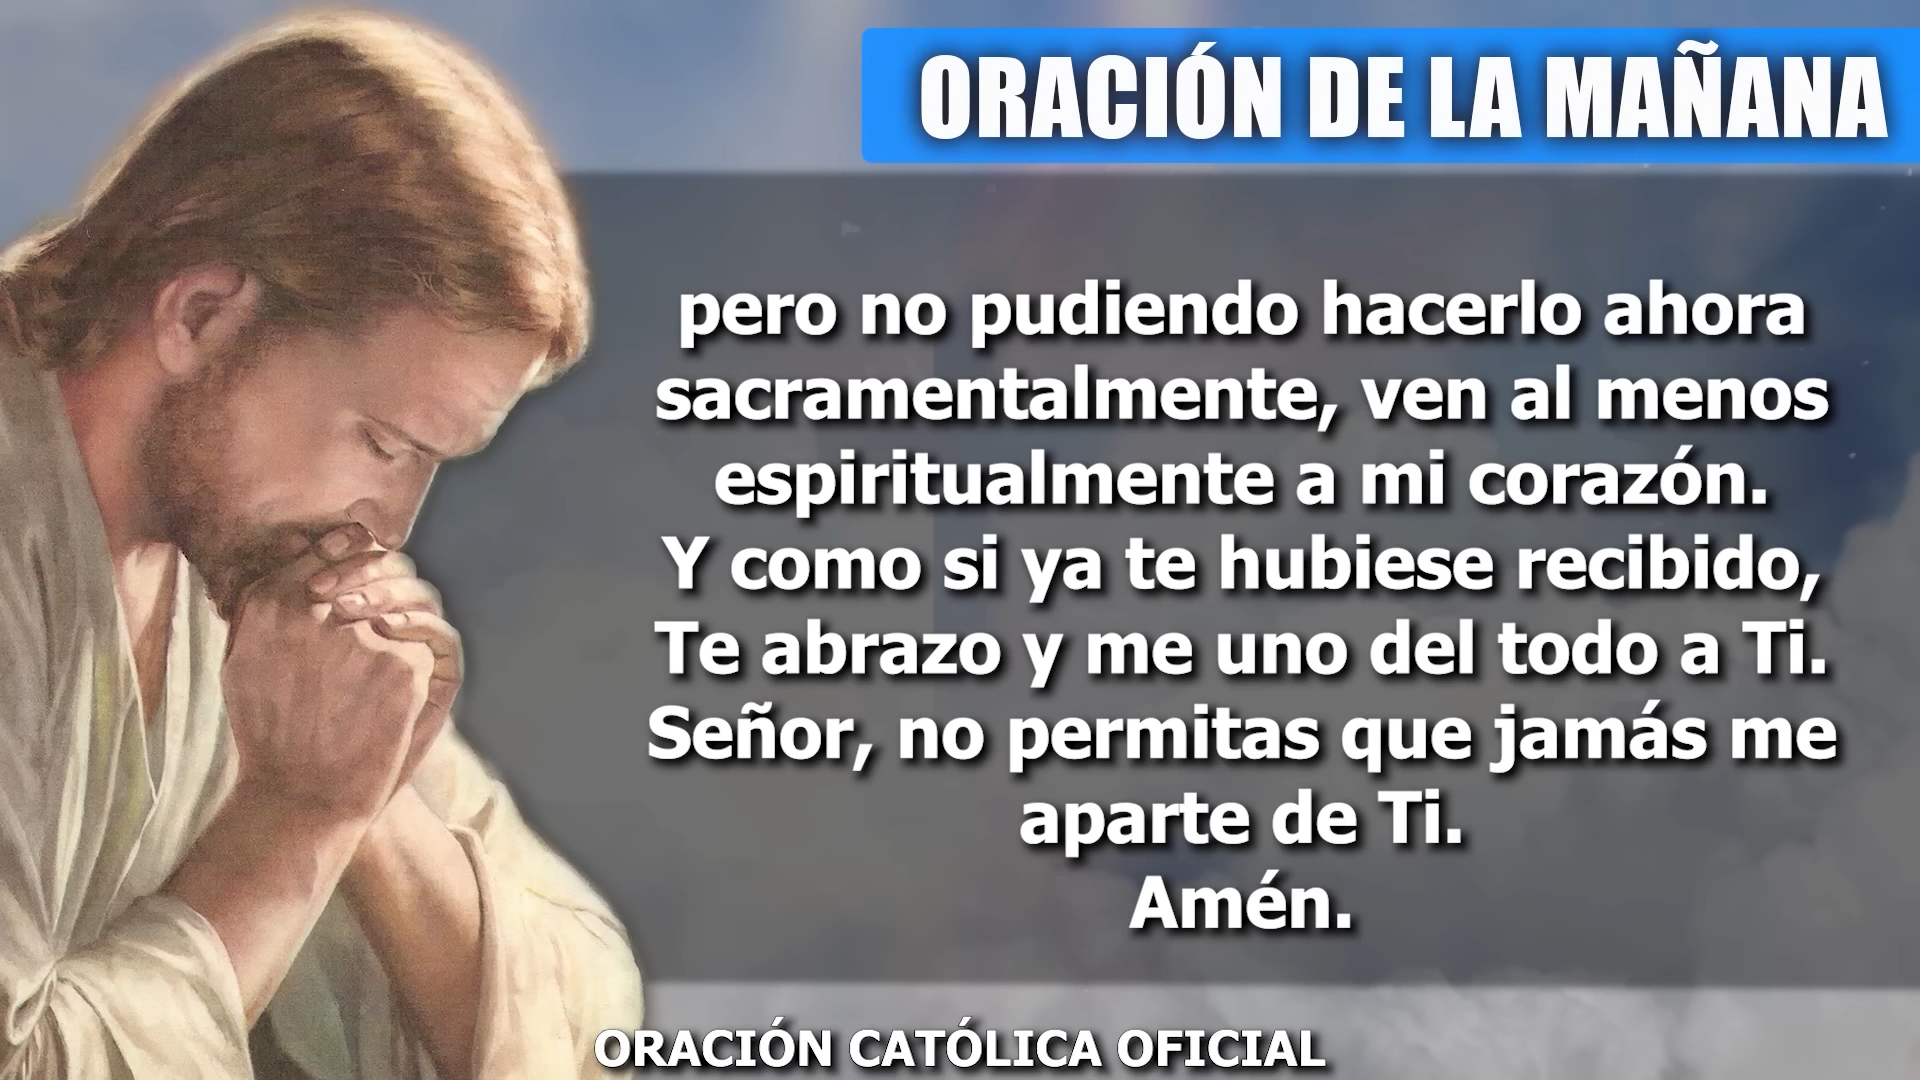 ORACIÓN DE LA MAÑANA
pero no pudiendo hacerlo ahora
sacramentalmente, ven al menos
espiritualmente a mi corazón.
Y como si ya te hubiese recibido,
Te abrazo y me uno del todo a Ti.
Señor, no permitas que jamás me
aparte de Ti.
Amén.
ORACIÓN CATÓLICA OFICIAL